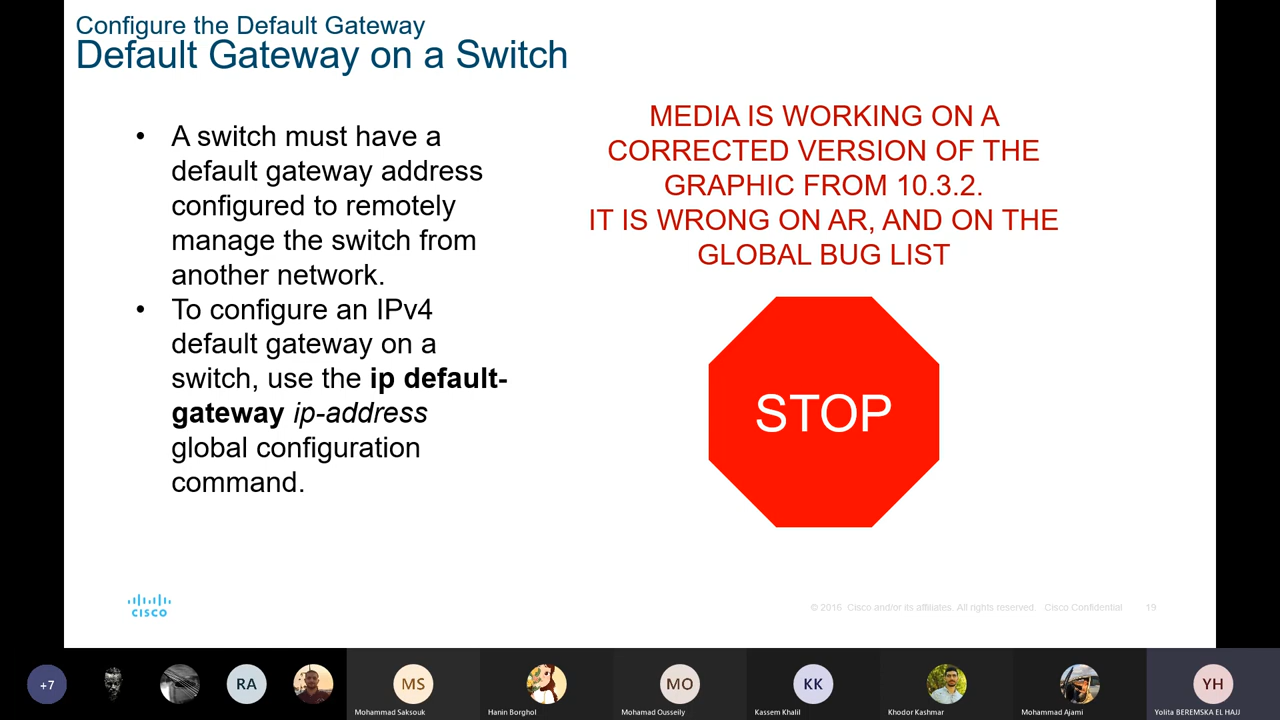 Configure the Default Gateway
Default Gateway on a Switch
• A switch must have a
default gateway address
configured to remotely
manage the switch from
another network.
• To configure an IPv4
default gateway on a
switch, use the ip default-
gateway ip-address
global configuration
command.
MEDIA IS WORKING ON A
CORRECTED VERSION OF THE
GRAPHIC FROM 10.3.2.
IT IS WRONG ON AR, AND ON THE
GLOBAL BUG LIST
STOP
CISCO
© 2016 Cisco and/or its affiliates. All rights reserved. Cisco Confidential 19
+7
RA
MS
MO
KK
YH
Mohammad Saksouk
Hanin Borghol
Mohamad Ousseily
Kassem Khalil
Khodor Kashmar
Mohammad Ajami
Yolita BEREMSKA EL HAJJ